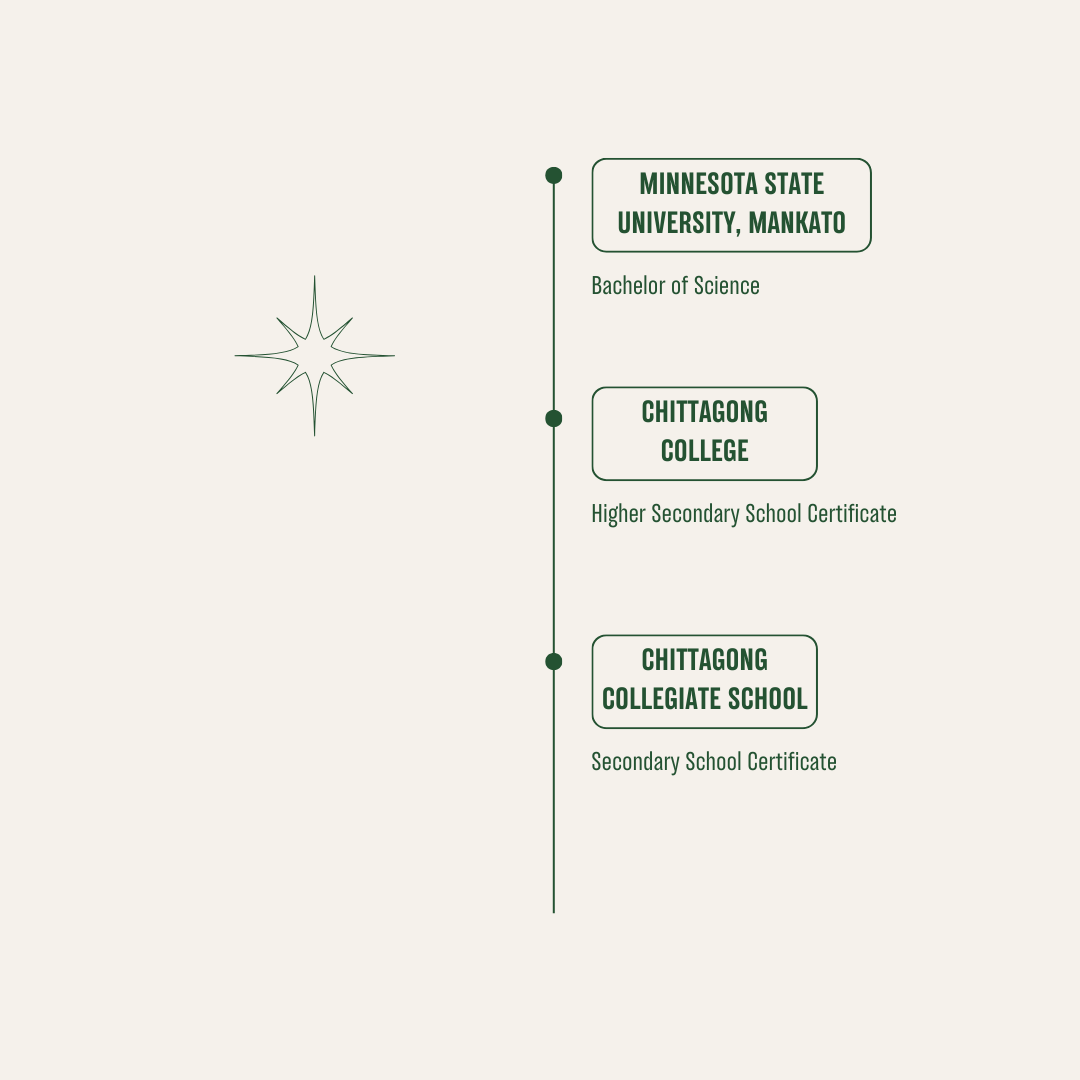 MINNESOTA STATE
UNIVERSITY, MANKATO
Bachelor of Science
CHITTAGONG
COLLEGE
Higher Secondary School Certificate
CHITTAGONG
COLLEGIATE SCHOOL
Secondary School Certificate